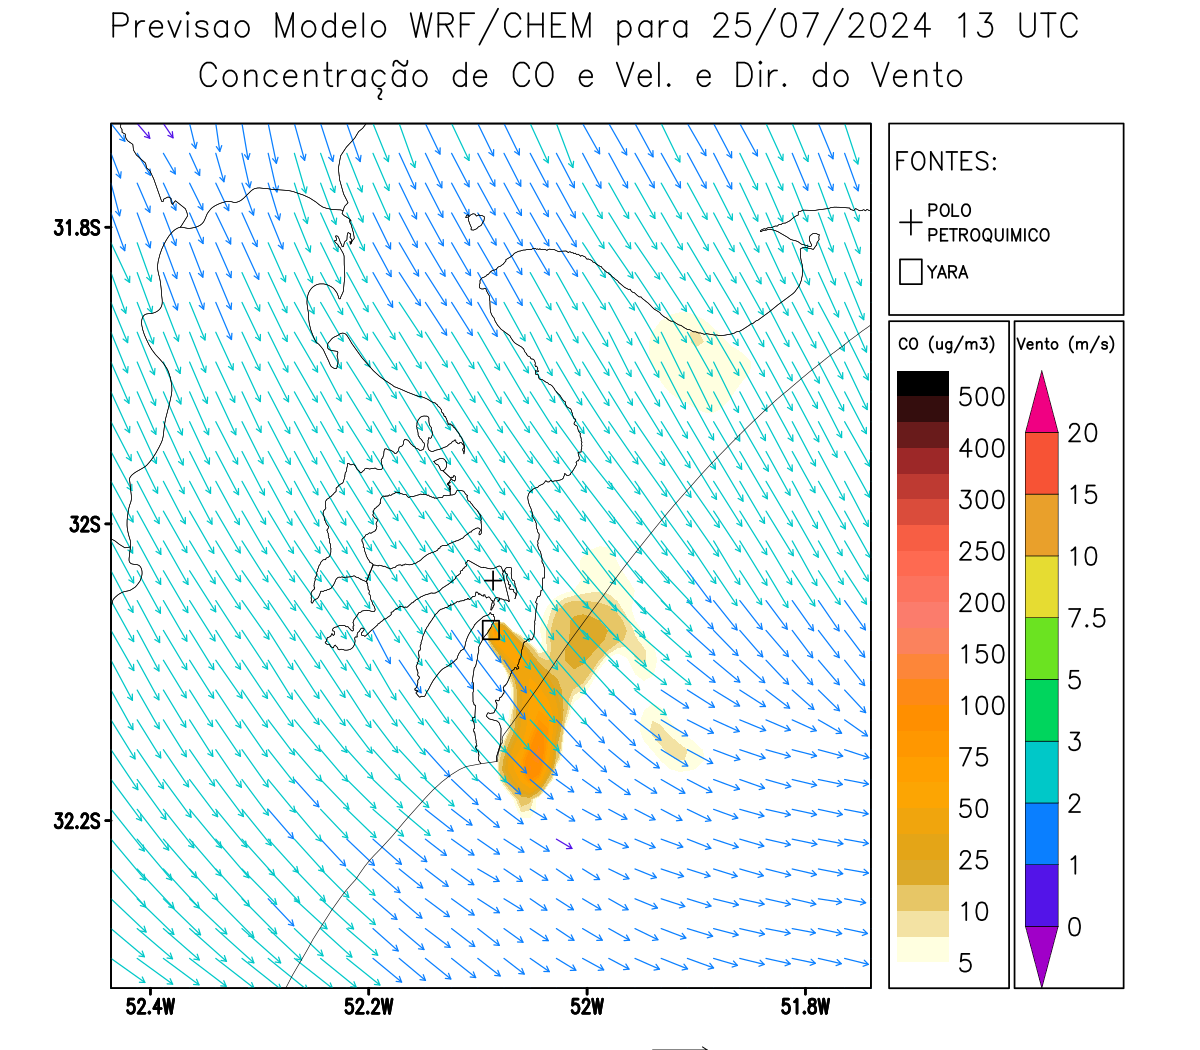 Previsao Modelo WRF/CHEM para 25/07/2024 13 UTC
Concentração de CO e Vel. e Dir. do Vento
FONTES:
POLO
PETROQUIMICO
YARA
CO (ug/m3)
500
400
300
250
200
150
100
75
50
25
10
5
Vento (m/s)
20
15
10
7.5
5
3
2
1
0
31.8S
32S
32.2S
52.4W
52.2W
52W
51.8W